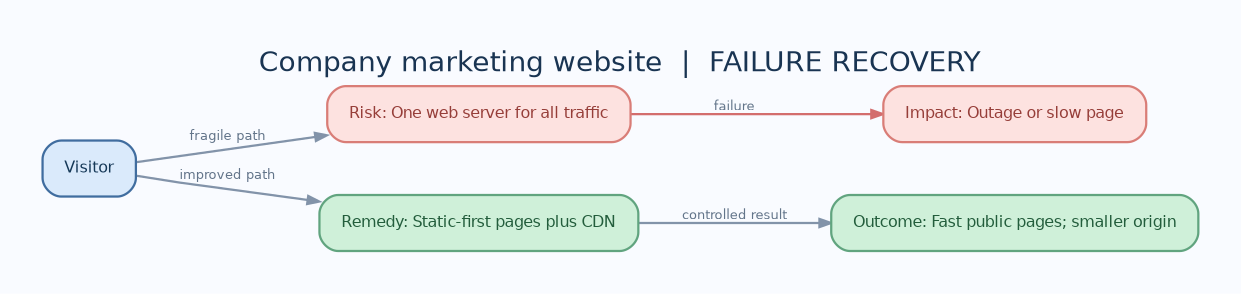 Company marketing website | FAILURE RECOVERY
Risk: One web server for all traffic
failure
Impact: Outage or slow page
fragile path
Visitor
improved path
Remedy: Static-first pages plus CDN
controlled result
Outcome: Fast public pages; smaller origin